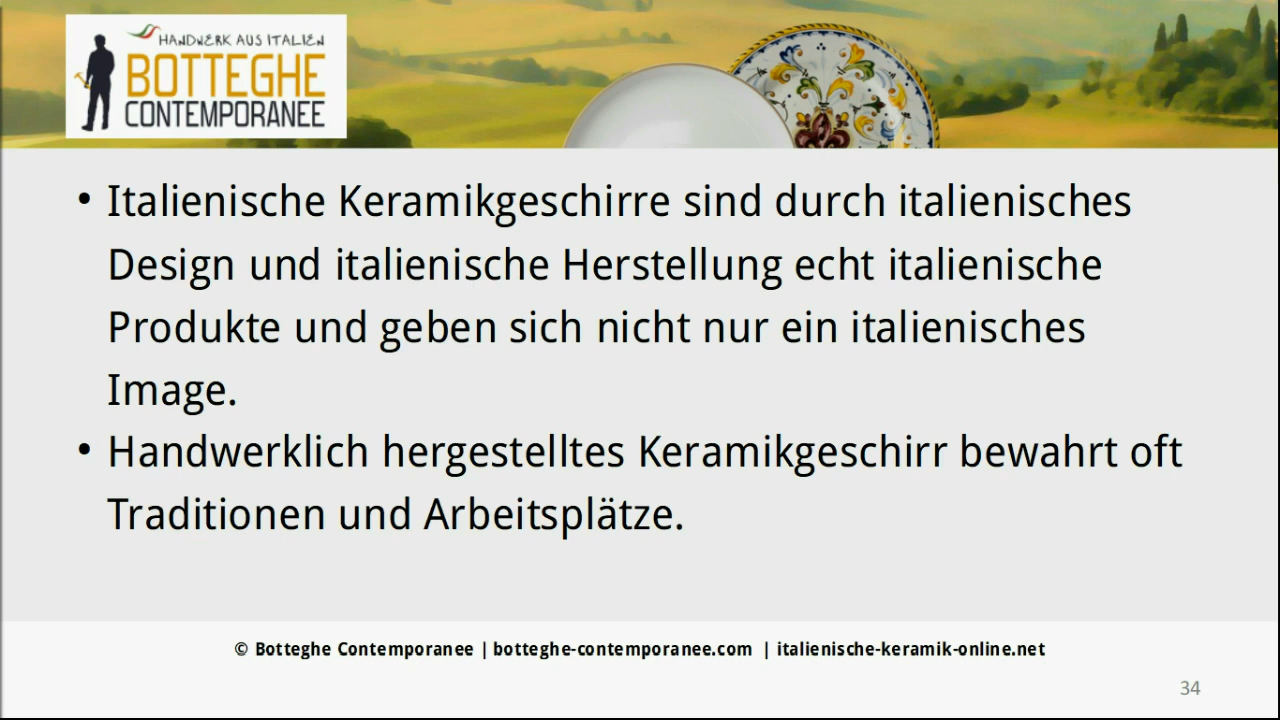 HANDWERK AUS ITALIEN
BOTTEGHE
CONTEMPORANEE
• Italienische Keramikgeschirre sind durch italienisches
Design und italienische Herstellung echt italienische
Produkte und geben sich nicht nur ein italienisches
Image.
• Handwerklich hergestelltes Keramikgeschirr bewahrt oft
Traditionen und Arbeitsplätze.
© Botteghe Contemporanee | botteghe-contemporanee.com | italienische-keramik-online.net
34